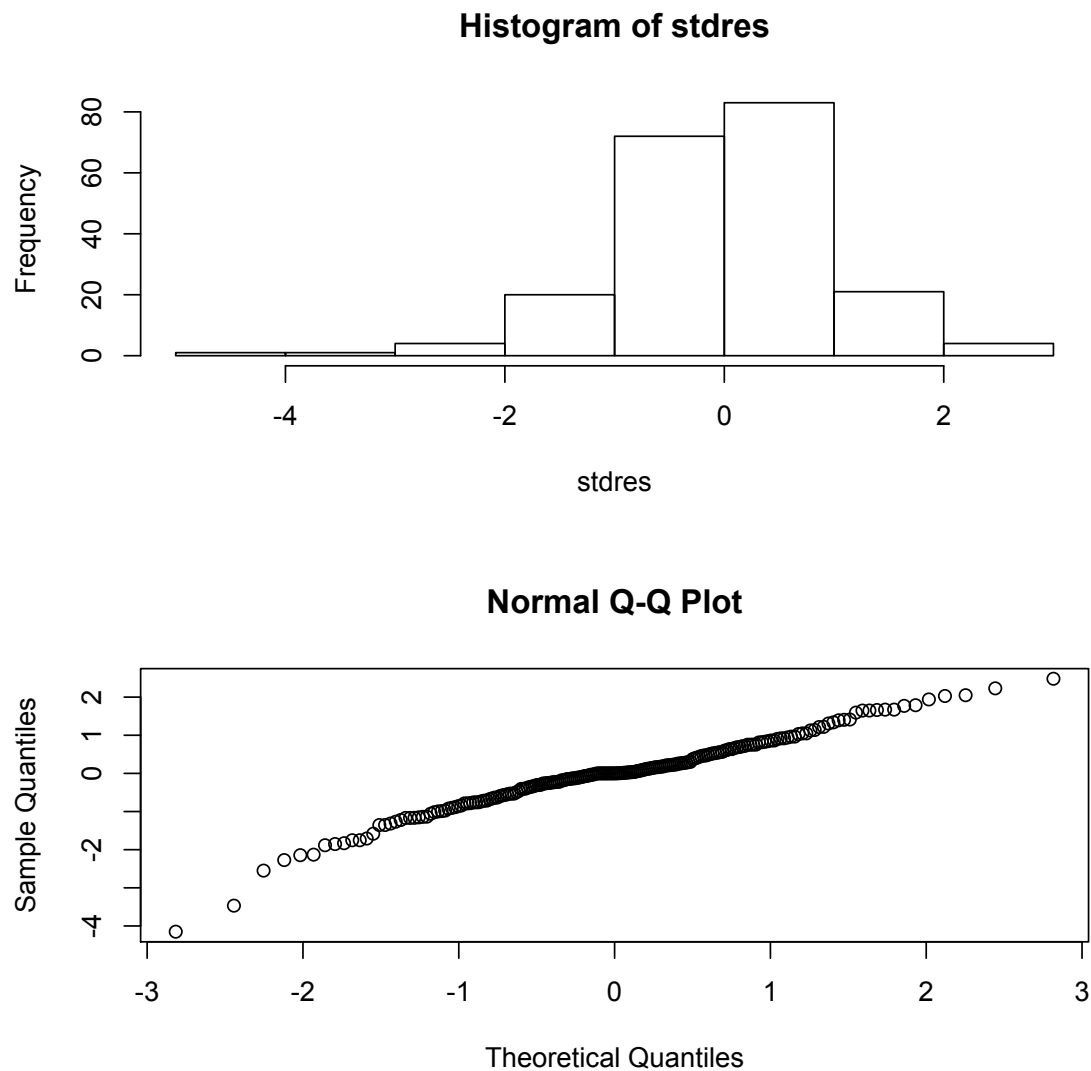 Histogram of stdres
Frequency
0 20 40 60 80
-4 -2 0 2
stdres
Normal Q-Q Plot
Sample Quantiles
-4 -2 0 1 2
-3 -2 -1 0 1 2 3
Theoretical Quantiles